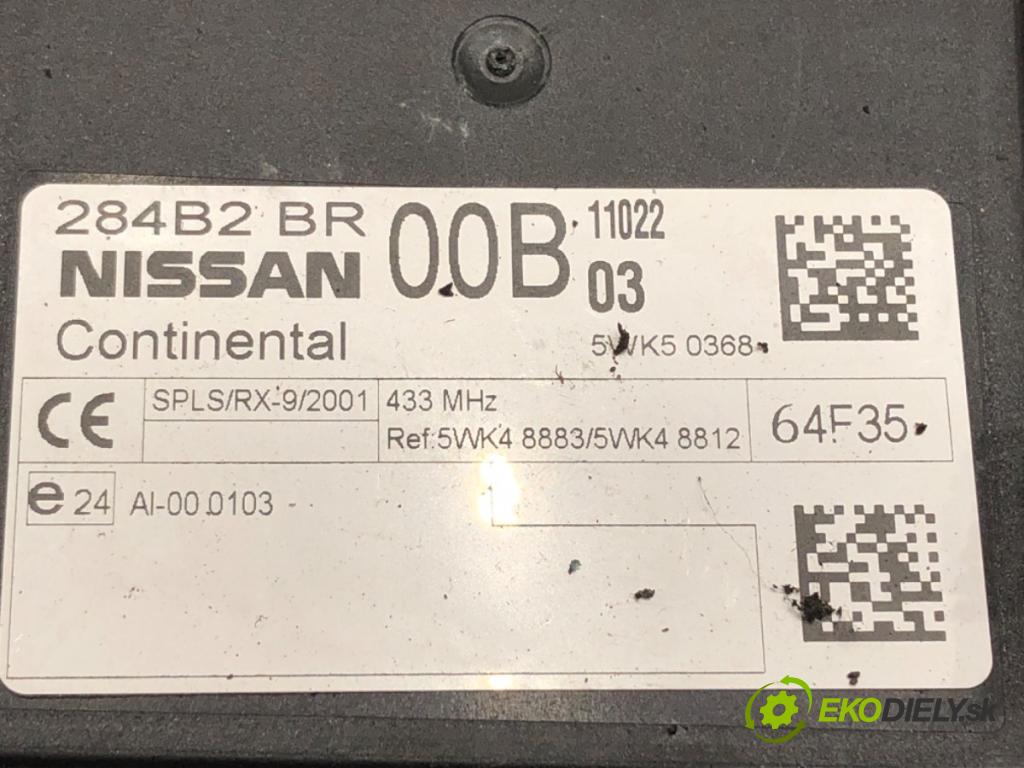 284B2 BR 00B 11022
NISSAN 03
Continental 5WK5 0368
CE SPLS/RX-9/2001 433 MHz 64F35
Ref:5WK4 8883/5WK4 8812
e 24 AI-00 0103
EKODIELY.sk